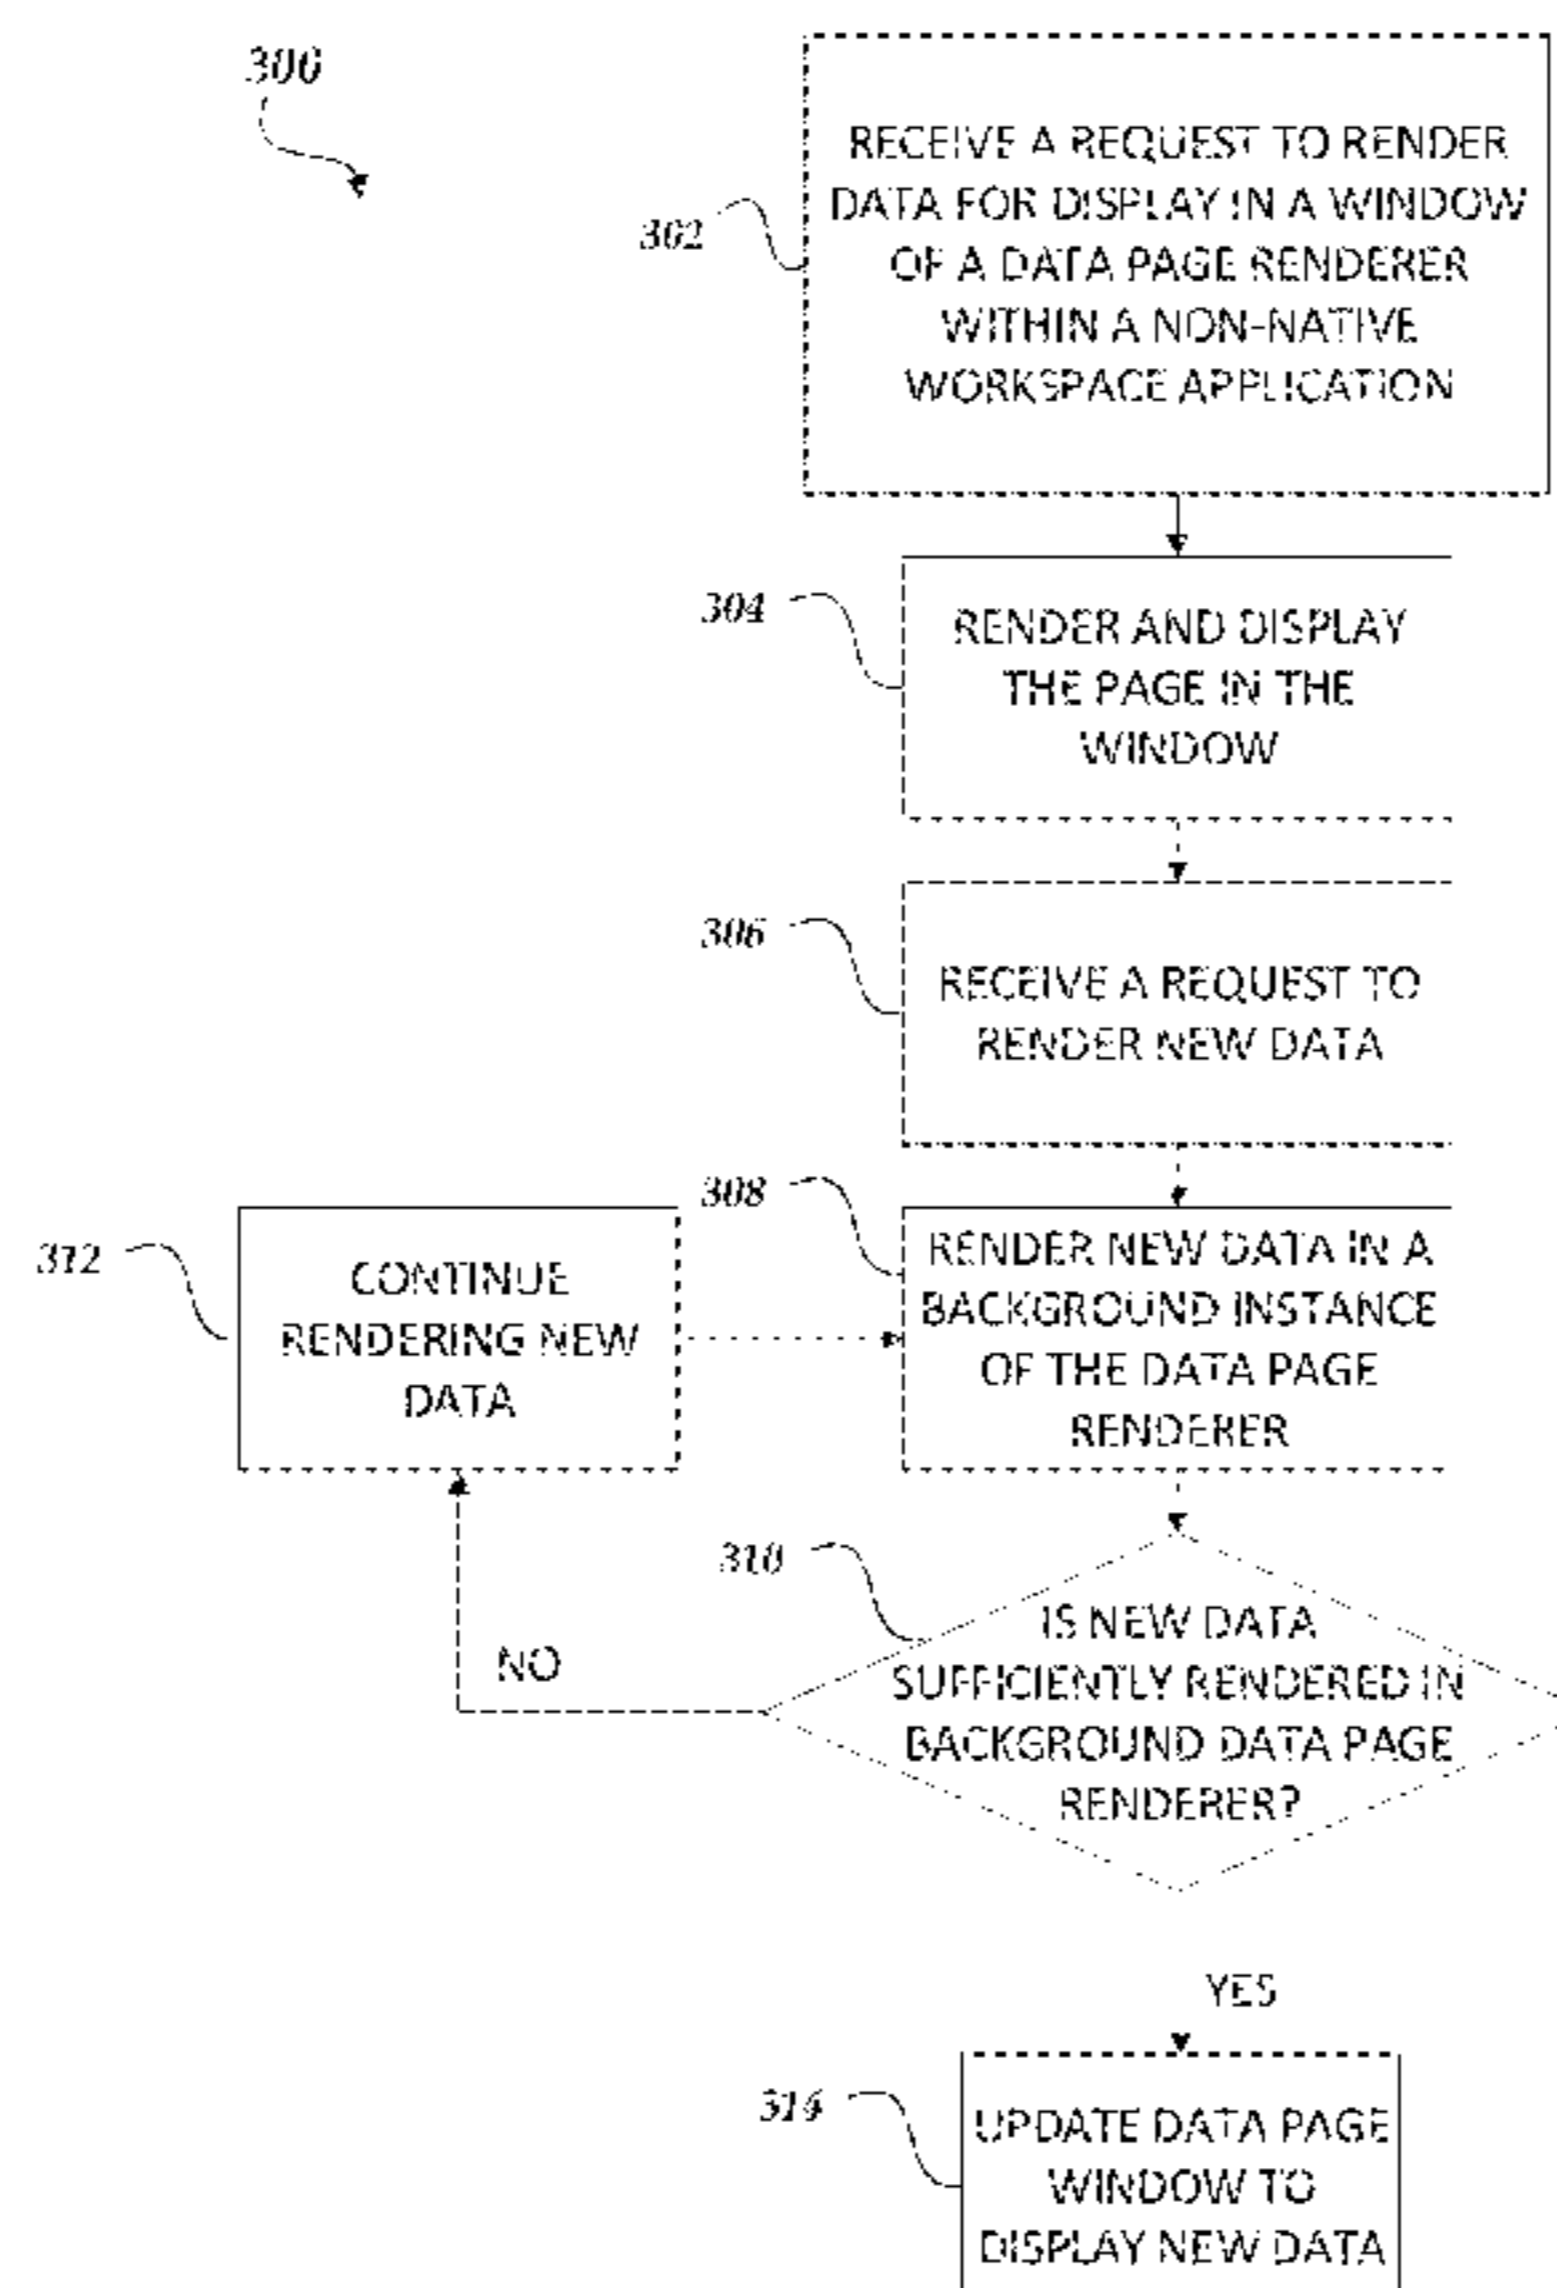 300
302
RECEIVE A REQUEST TO RENDER
DATA FOR DISPLAY IN A WINDOW
OF A DATA PAGE RENDERER
WITHIN A NON-NATIVE
WORKSPACE APPLICATION
304
RENDER AND DISPLAY
THE PAGE IN THE
WINDOW
306
RECEIVE A REQUEST TO
RENDER NEW DATA
308
RENDER NEW DATA IN A
BACKGROUND INSTANCE
OF THE DATA PAGE
RENDERER
312
CONTINUE
RENDERING NEW
DATA
310
IS NEW DATA
SUFFICIENTLY RENDERED IN
BACKGROUND DATA PAGE
RENDERER?
NO
YES
314
UPDATE DATA PAGE
WINDOW TO
DISPLAY NEW DATA